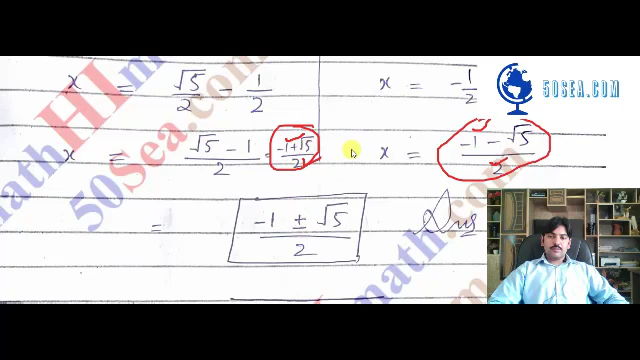 x = √5/2 - 1/2
x = -1/2
50SEA.COM
x = (√5 - 1)/2 = (-1+√5)/2
x = (-1 - √5)/2
= (-1 ± √5)/2 Ans